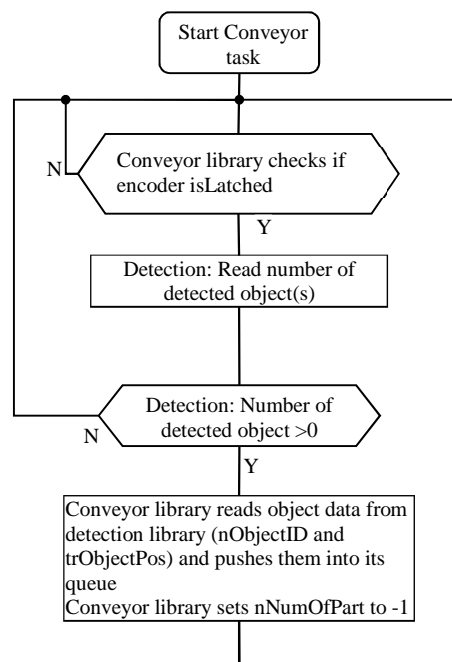 Start Conveyor
task
Conveyor library checks if
encoder isLatched
N
Y
Detection: Read number of
detected object(s)
Detection: Number of
detected object >0
N
Y
Conveyor library reads object data from
detection library (nObjectID and
trObjectPos) and pushes them into its
queue
Conveyor library sets nNumOfPart to -1